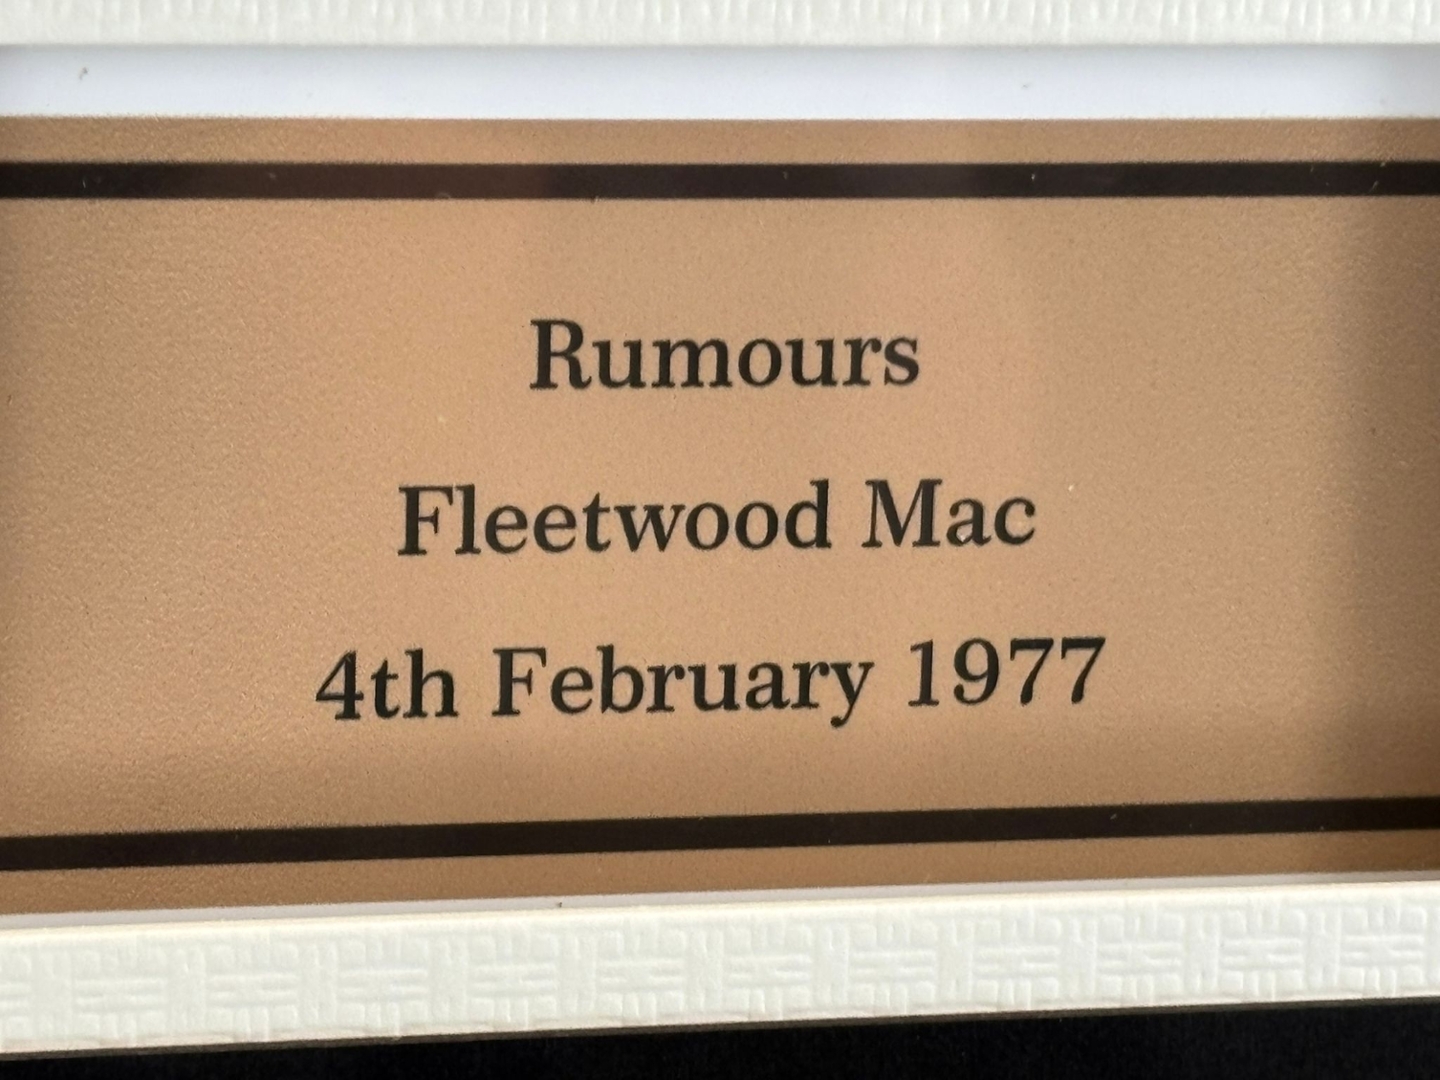 Rumours
Fleetwood Mac
4th February 1977